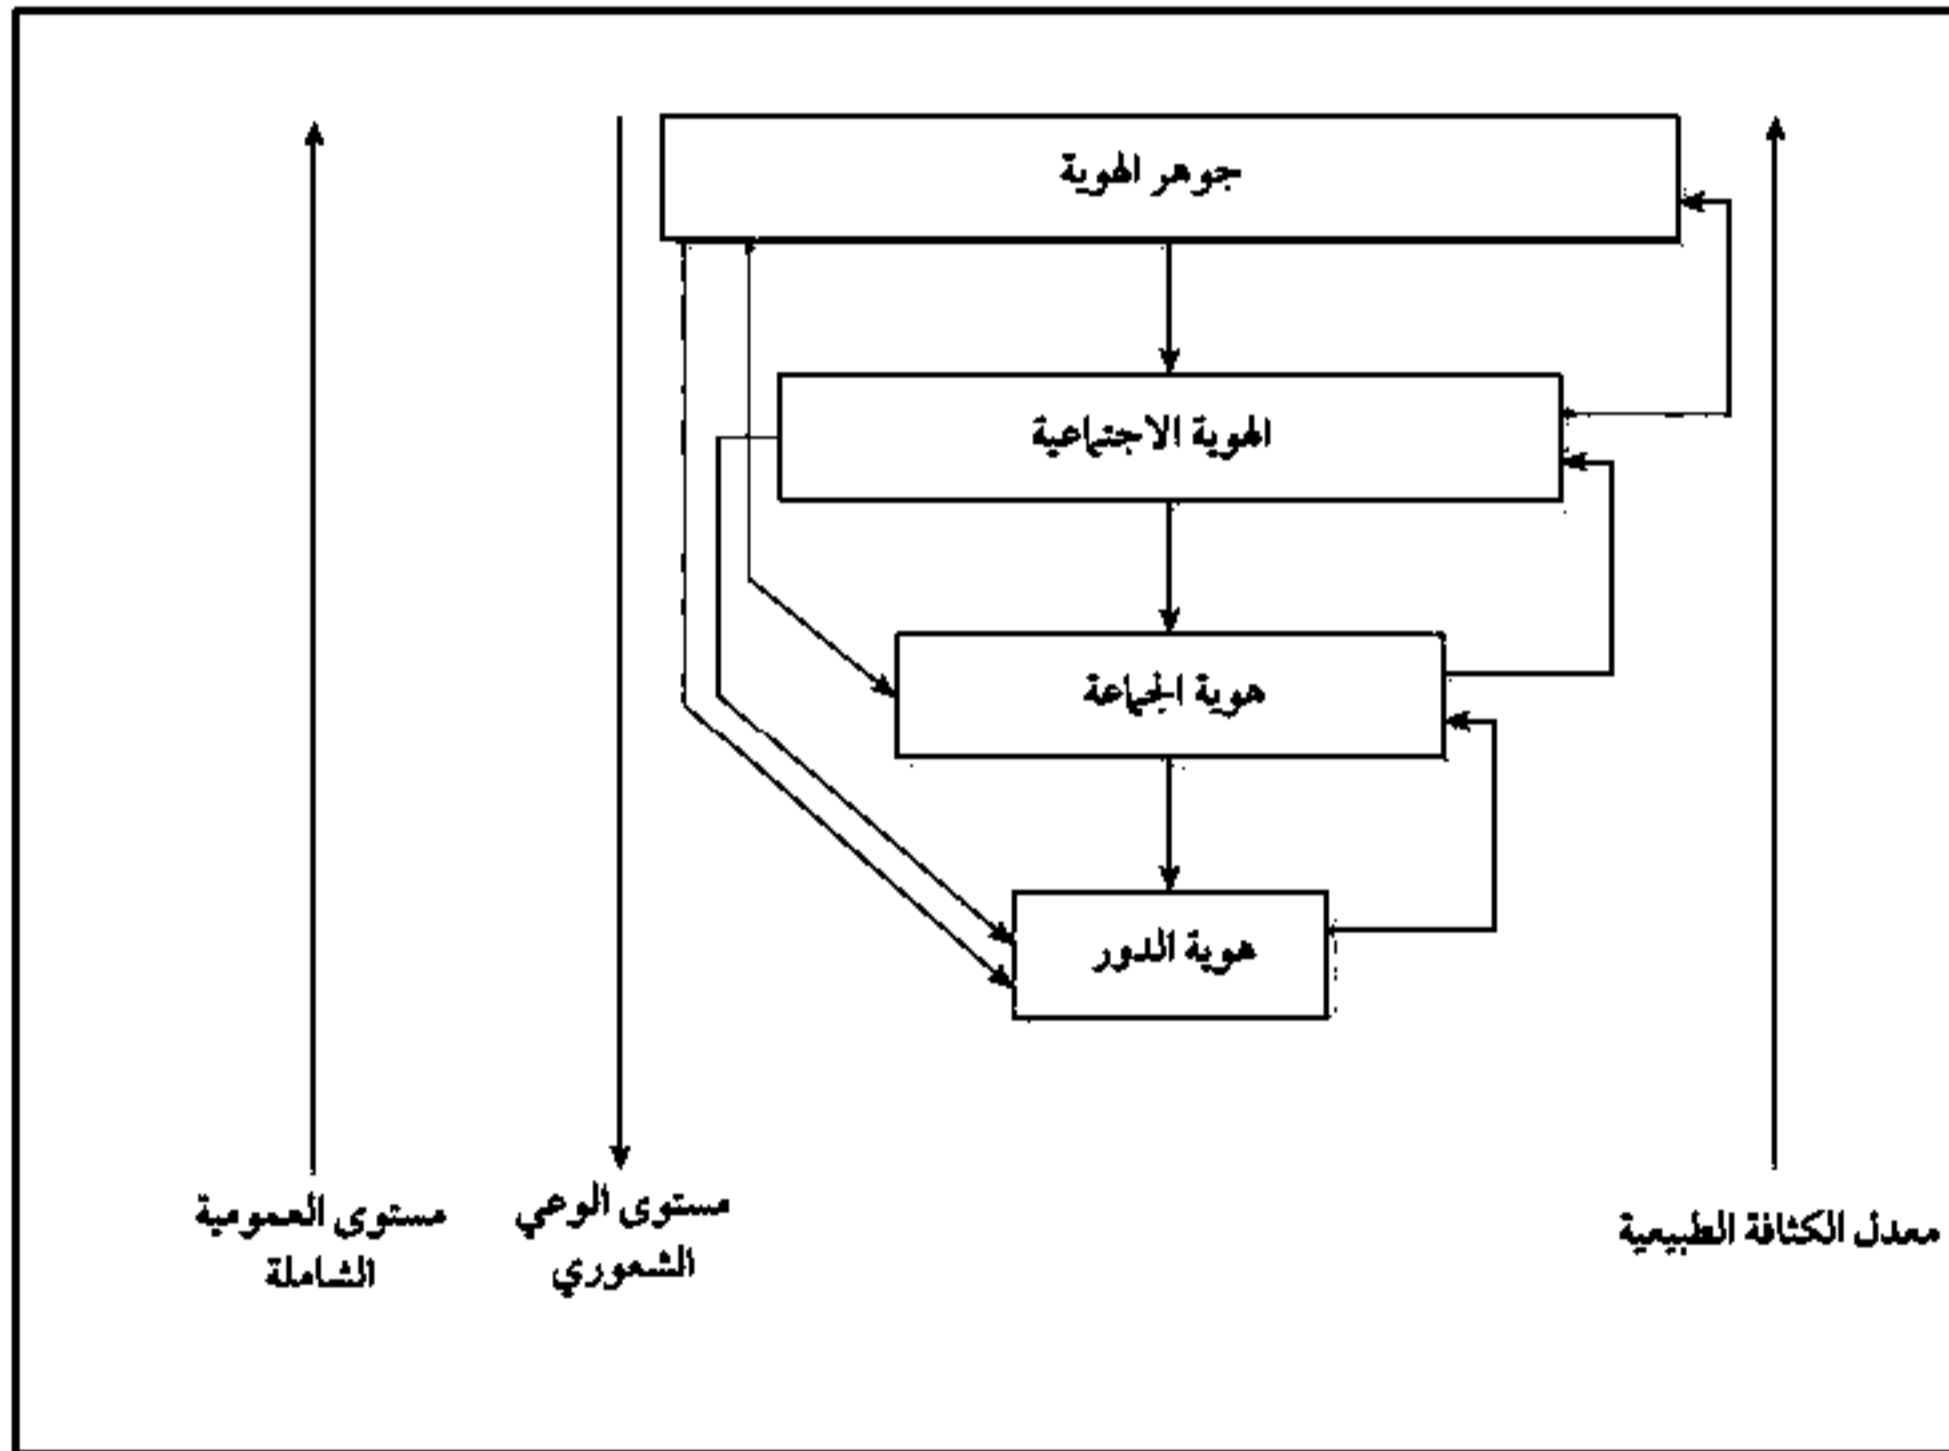 جوهر الهوية
الهوية الاجتماعية
هوية الجماعة
هوية الدور
معدل الكثافة الطبيعية
مستوى الوعي
الشعوري
مستوى العمومية
الشاملة